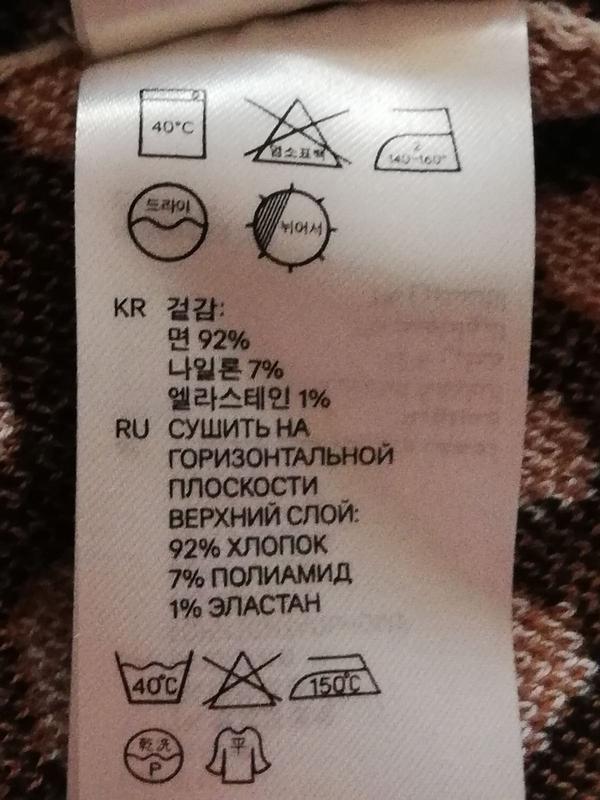 40°C
염소표백
2
140-160°
드라이
뉘어서
KR 겉감:
면 92%
나일론 7%
엘라스테인 1%
RU СУШИТЬ НА
ГОРИЗОНТАЛЬНОЙ
ПЛОСКОСТИ
ВЕРХНИЙ СЛОЙ:
92% ХЛОПОК
7% ПОЛИАМИД
1% ЭЛАСТАН
40°C
150°C
乾洗
P
平